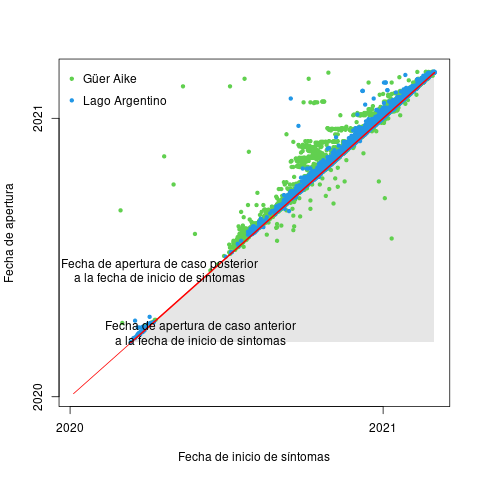 Güer Aike
Lago Argentino
2021
Fecha de apertura
Fecha de apertura de caso posterior
a la fecha de inicio de síntomas
Fecha de apertura de caso anterior
a la fecha de inicio de sintomas
2020
2020
2021
Fecha de inicio de síntomas